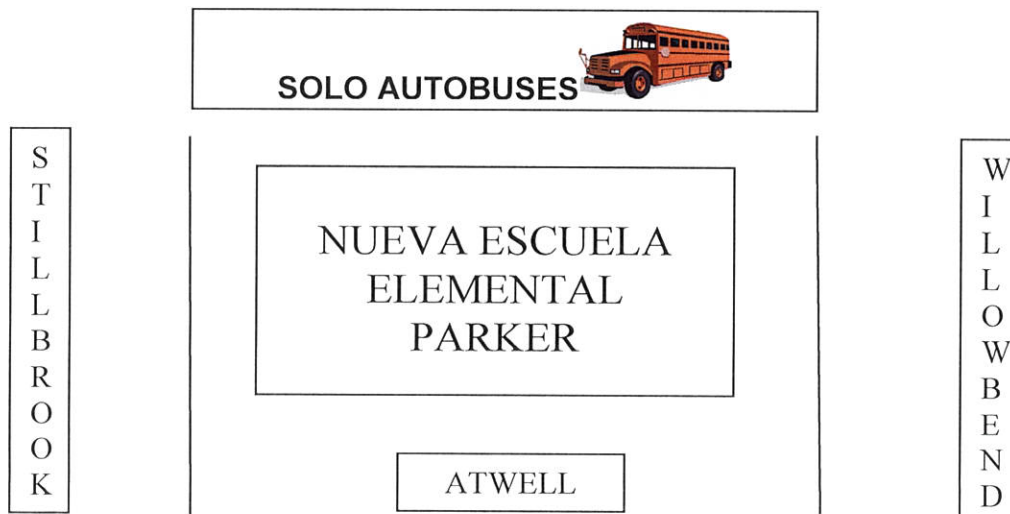 SOLO AUTOBUSES
STILLBROOK
NUEVA ESCUELA
ELEMENTAL
PARKER
WILLOWBEND
ATWELL